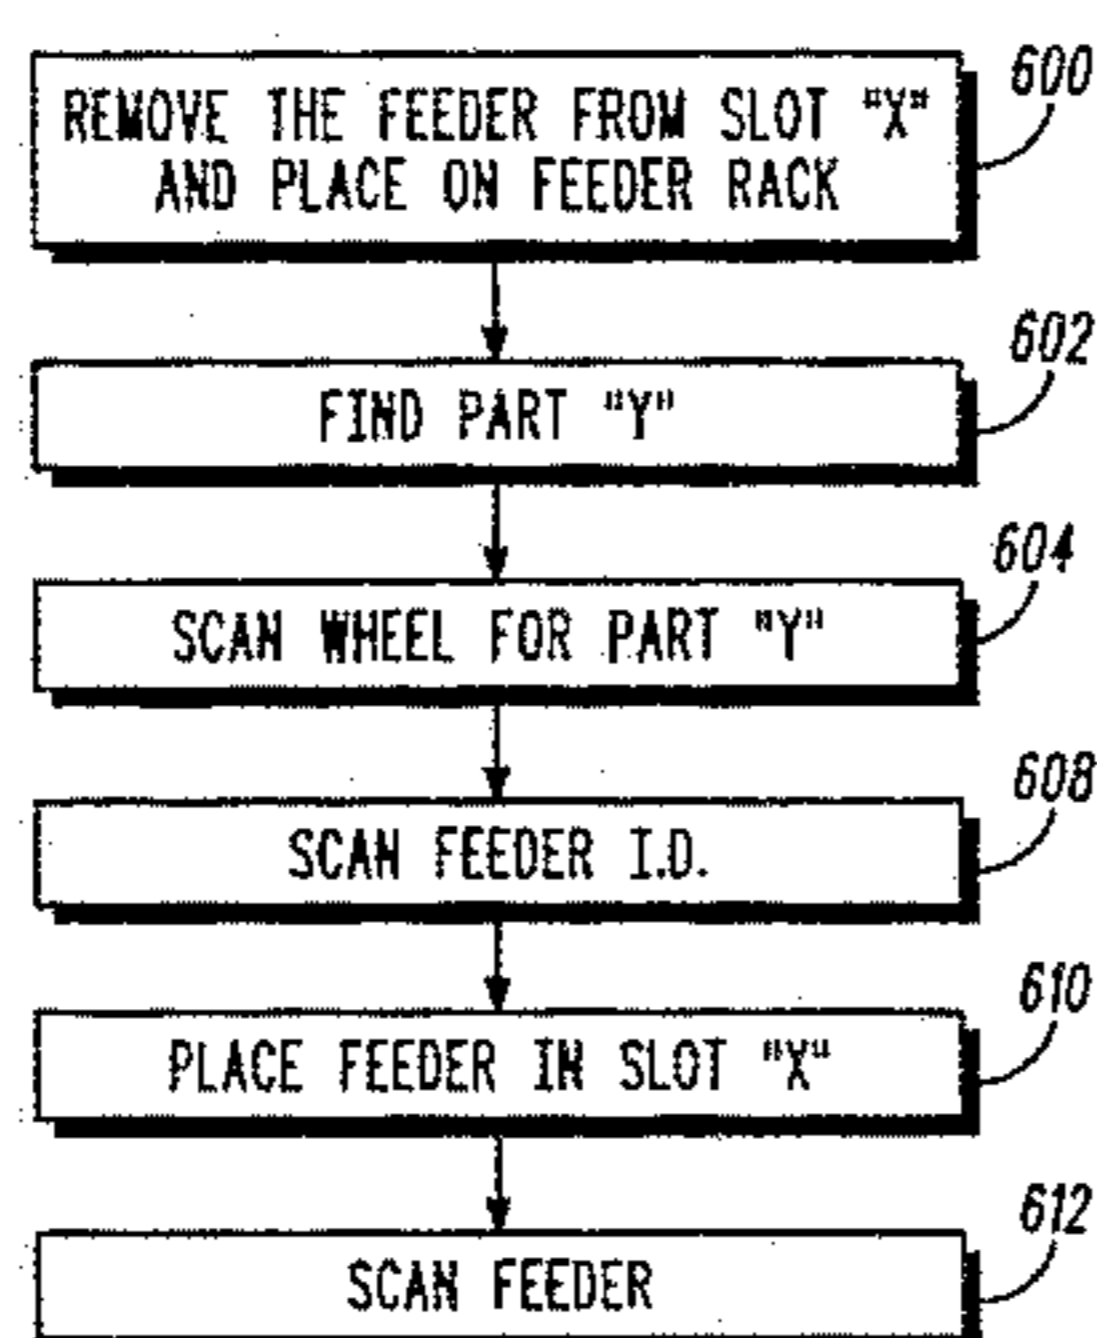 600
REMOVE THE FEEDER FROM SLOT "X"
AND PLACE ON FEEDER RACK
602
FIND PART "Y"
604
SCAN WHEEL FOR PART "Y"
608
SCAN FEEDER I.D.
610
PLACE FEEDER IN SLOT "X"
612
SCAN FEEDER